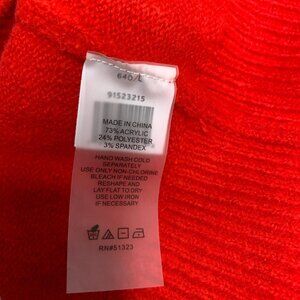 640/L
91523215
MADE IN CHINA
73% ACRYLIC
24% POLYESTER
3% SPANDEX
HAND WASH COLD
SEPARATELY
USE ONLY NON-CHLORINE
BLEACH IF NEEDED
RESHAPE AND
LAY FLAT TO DRY
USE LOW IRON
IF NECESSARY
RN#51323